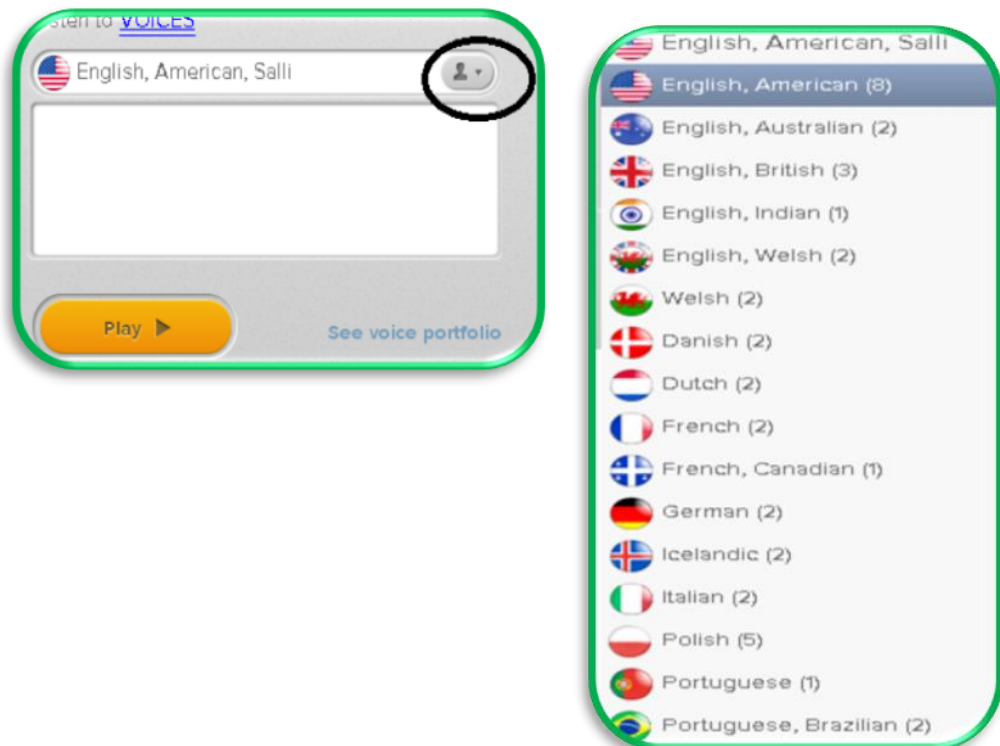 to VOICES
English, American, Salli
Play
See voice portfolio
English, American, Salli
English, American (8)
English, Australian (2)
English, British (3)
English, Indian (1)
English, Welsh (2)
Welsh (2)
Danish (2)
Dutch (2)
French (2)
French, Canadian (1)
German (2)
Icelandic (2)
Italian (2)
Polish (5)
Portuguese (1)
Portuguese, Brazilian (2)